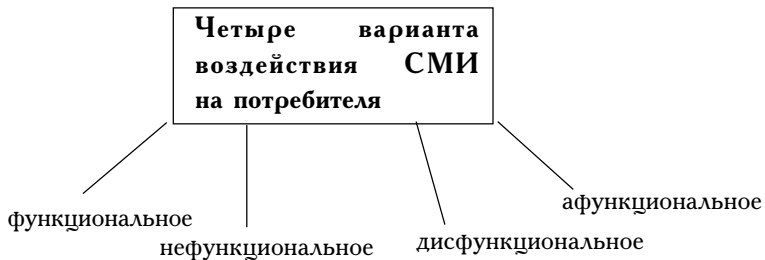 Четыре варианта
воздействия СМИ
на потребителя
функциональное
нефункциональное
дисфункциональное
афункциональное